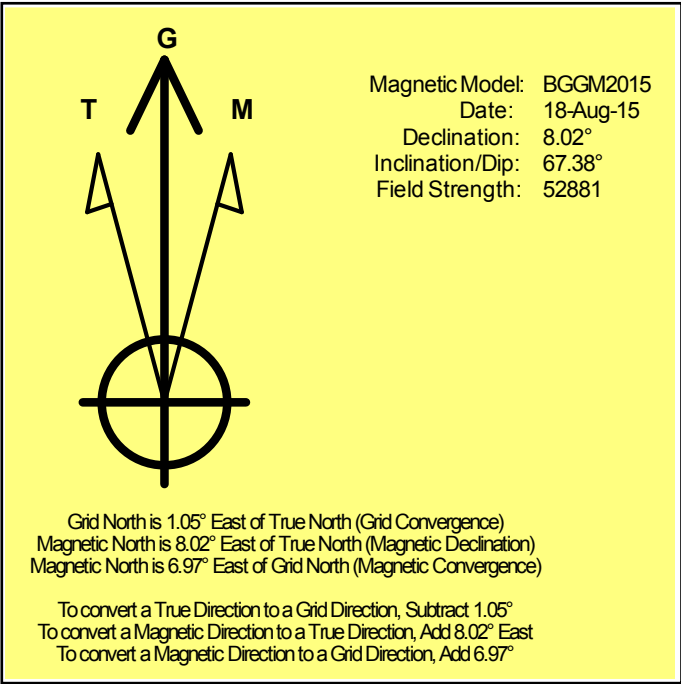 G
T M
Magnetic Model: BGGM2015
Date: 18-Aug-15
Declination: 8.02°
Inclination/Dip: 67.38°
Field Strength: 52881
Grid North is 1.05° East of True North (Grid Convergence)
Magnetic North is 8.02° East of True North (Magnetic Declination)
Magnetic North is 6.97° East of Grid North (Magnetic Convergence)
To convert a True Direction to a Grid Direction, Subtract 1.05°
To convert a Magnetic Direction to a True Direction, Add 8.02° East
To convert a Magnetic Direction to a Grid Direction, Add 6.97°